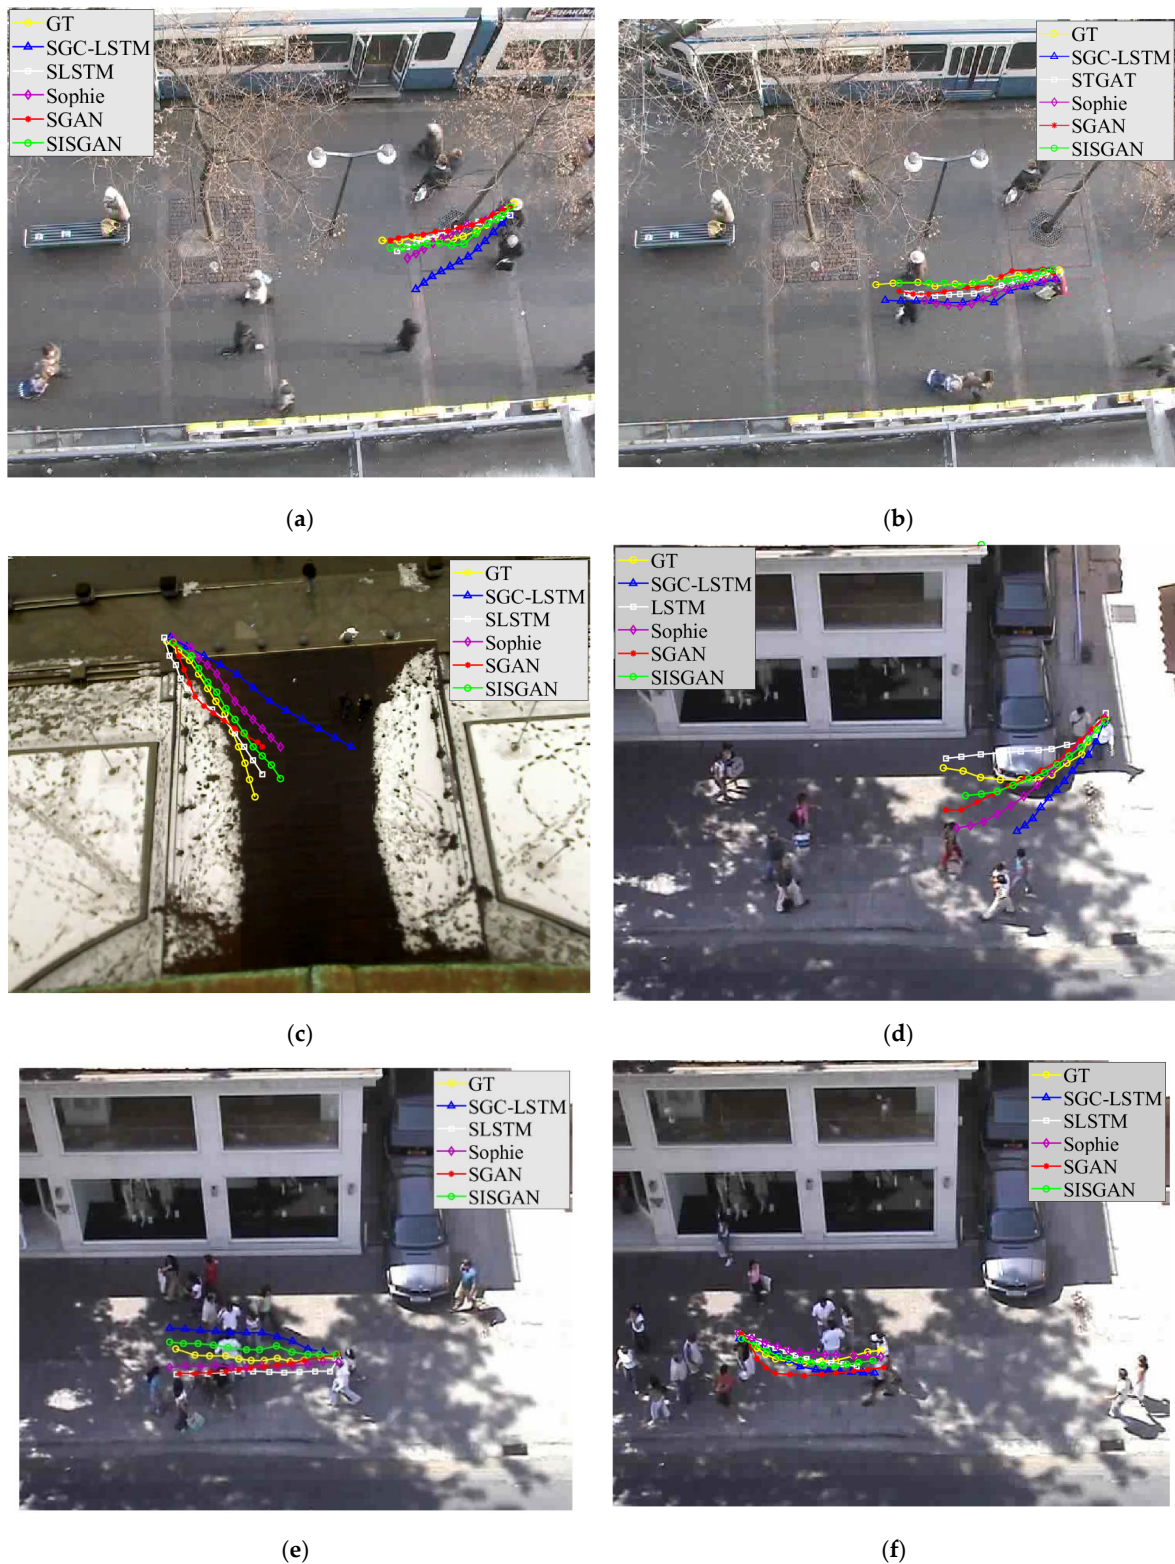 GT
SGC-LSTM
SLSTM
Sophie
SGAN
SISGAN
(a)
GT
SGC-LSTM
STGAT
Sophie
SGAN
SISGAN
(b)
GT
SGC-LSTM
SLSTM
Sophie
SGAN
SISGAN
(c)
GT
SGC-LSTM
LSTM
Sophie
SGAN
SISGAN
(d)
GT
SGC-LSTM
SLSTM
Sophie
SGAN
SISGAN
(e)
GT
SGC-LSTM
SLSTM
Sophie
SGAN
SISGAN
(f)